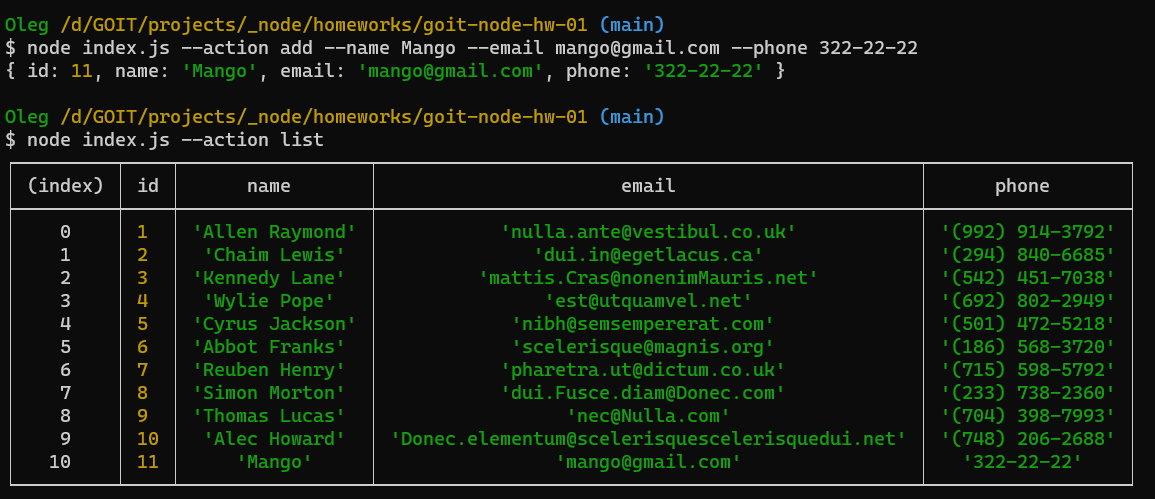 Oleg /d/GOIT/projects/_node/homeworks/goit-node-hw-01 (main)
$ node index.js --action add --name Mango --email mango@gmail.com --phone 322-22-22
{ id: 11, name: 'Mango', email: 'mango@gmail.com', phone: '322-22-22' }
Oleg /d/GOIT/projects/_node/homeworks/goit-node-hw-01 (main)
$ node index.js --action list
(index) id name email phone
0 1 'Allen Raymond' 'nulla.ante@vestibul.co.uk' '(992) 914-3792'
1 2 'Chaim Lewis' 'dui.in@egetlacus.ca' '(294) 840-6685'
2 3 'Kennedy Lane' 'mattis.Cras@nonenimMauris.net' '(542) 451-7038'
3 4 'Wylie Pope' 'est@utquamvel.net' '(692) 802-2949'
4 5 'Cyrus Jackson' 'nibh@semsempererat.com' '(501) 472-5218'
5 6 'Abbot Franks' 'scelerisque@magnis.org' '(186) 568-3720'
6 7 'Reuben Henry' 'pharetra.ut@dictum.co.uk' '(715) 598-5792'
7 8 'Simon Morton' 'dui.Fusce.diam@Donec.com' '(233) 738-2360'
8 9 'Thomas Lucas' 'nec@Nulla.com' '(704) 398-7993'
9 10 'Alec Howard' 'Donec.elementum@scelerisquescelerisquedui.net' '(748) 206-2688'
10 11 'Mango' 'mango@gmail.com' '322-22-22'